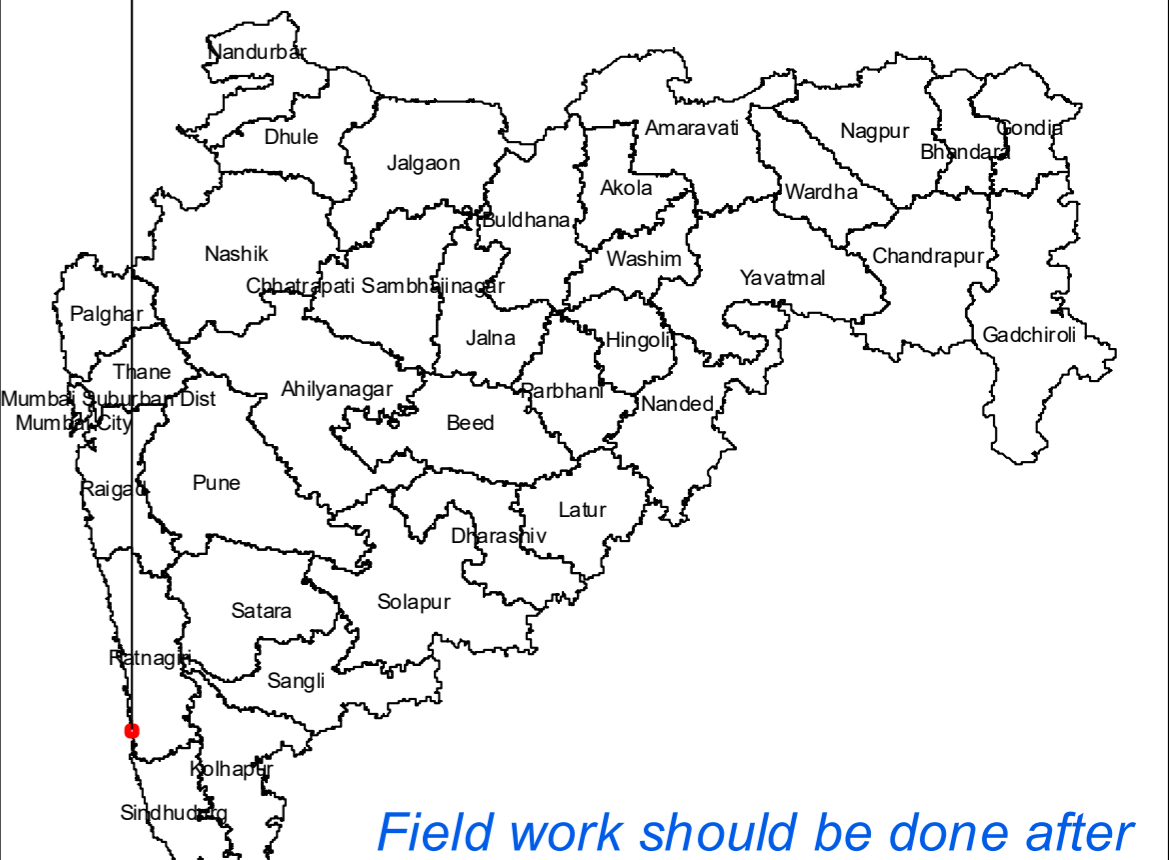 Nandurbar
Dhule
Jalgaon
Amaravati
Nagpur
Gondia
Bhandara
Akola
Wardha
Buldhana
Nashik
Washim
Chandrapur
Chhatrapati Sambhajinagar
Yavatmal
Palghar
Jalna
Hingoli
Gadchiroli
Thane
Ahilyanagar
Parbhani
Mumbai Suburban Dist
Nanded
Mumbai City
Beed
Raigad
Pune
Latur
Dharashiv
Satara
Solapur
Ratnagiri
Sangli
Kolhapur
Sindhudurg
Field work should be done after